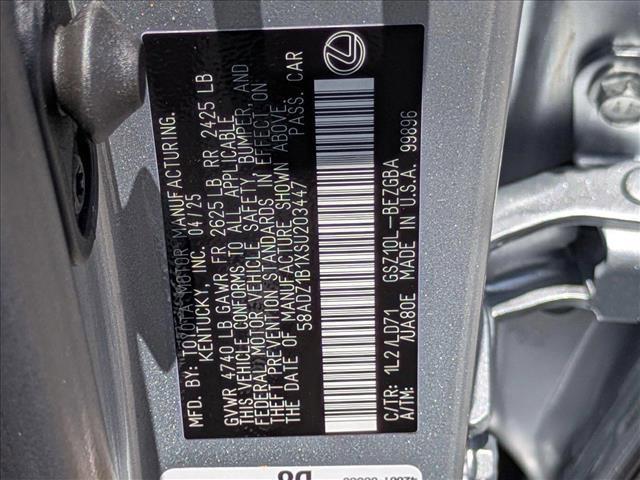 MFD. BY: TOYOTA MOTOR MANUFACTURING.
KENTUCKY, INC. 04/25
GVWR 4740 LB GAWR FR 2625 LB RR 2425 LB
THIS VEHICLE CONFORMS TO ALL APPLICABLE
FEDERAL MOTOR VEHICLE SAFETY, BUMPER, AND
THEFT PREVENTION STANDARDS IN EFFECT ON
THE DATE OF MANUFACTURE SHOWN ABOVE.
58ADZ1B1XSU203447 PASS. CAR
C/TR: 1L2/LD71 GSZ10L-BEZGBA
A/TM: /UA80E MADE IN U.S.A. 99896